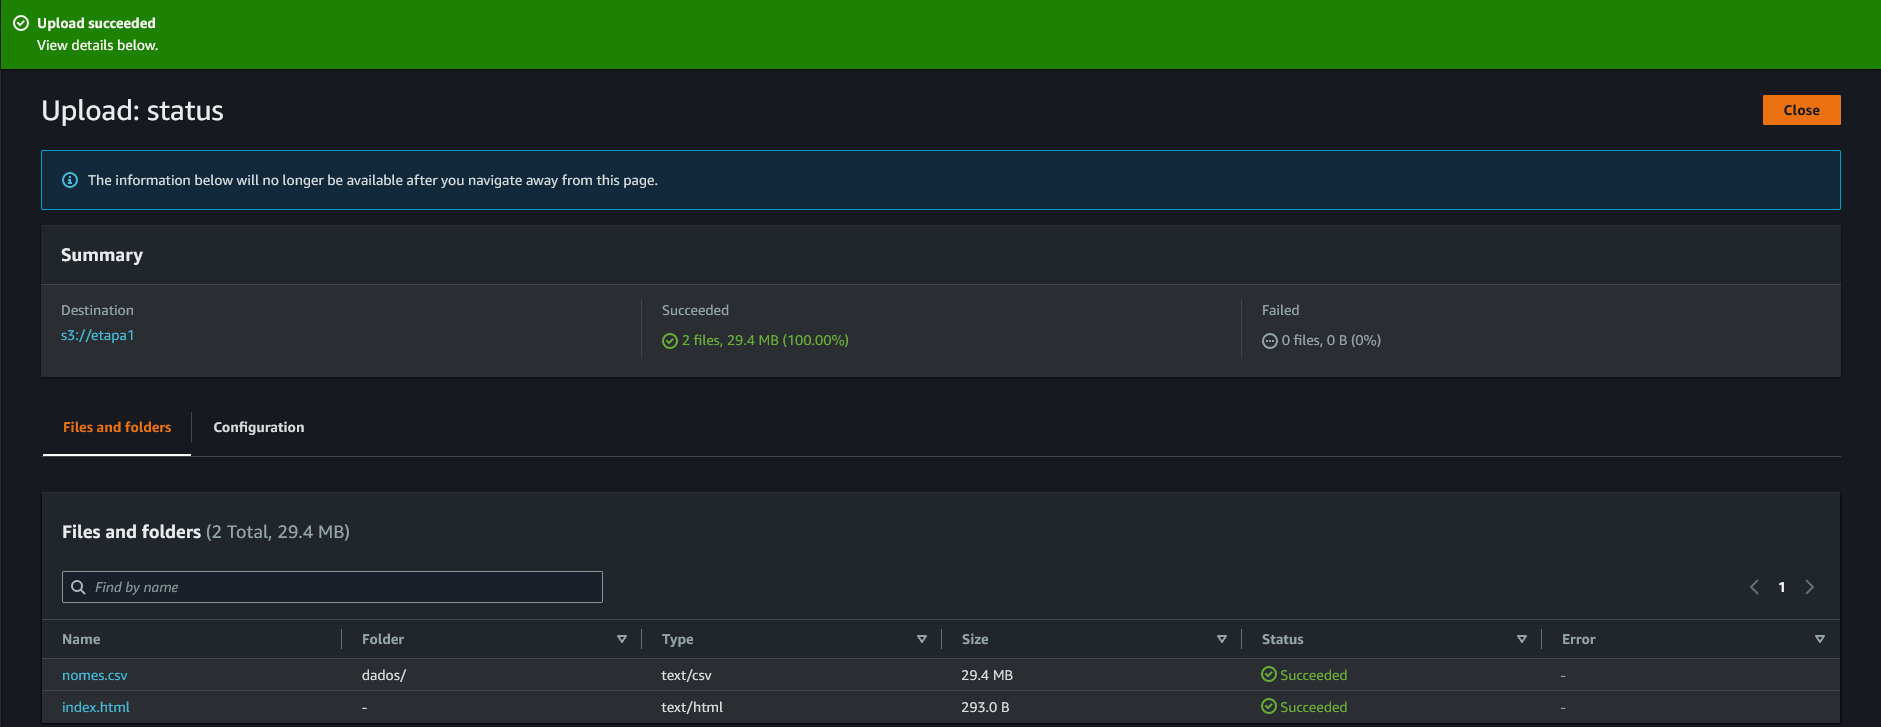 Upload succeeded
View details below.
Upload: status
Close
The information below will no longer be available after you navigate away from this page.
Summary
Destination
s3://etapa1
Succeeded
2 files, 29.4 MB (100.00%)
Failed
0 files, 0 B (0%)
Files and folders
Configuration
Files and folders (2 Total, 29.4 MB)
Find by name
1
Name Folder Type Size Status Error
nomes.csv dados/ text/csv 29.4 MB Succeeded -
index.html - text/html 293.0 B Succeeded -